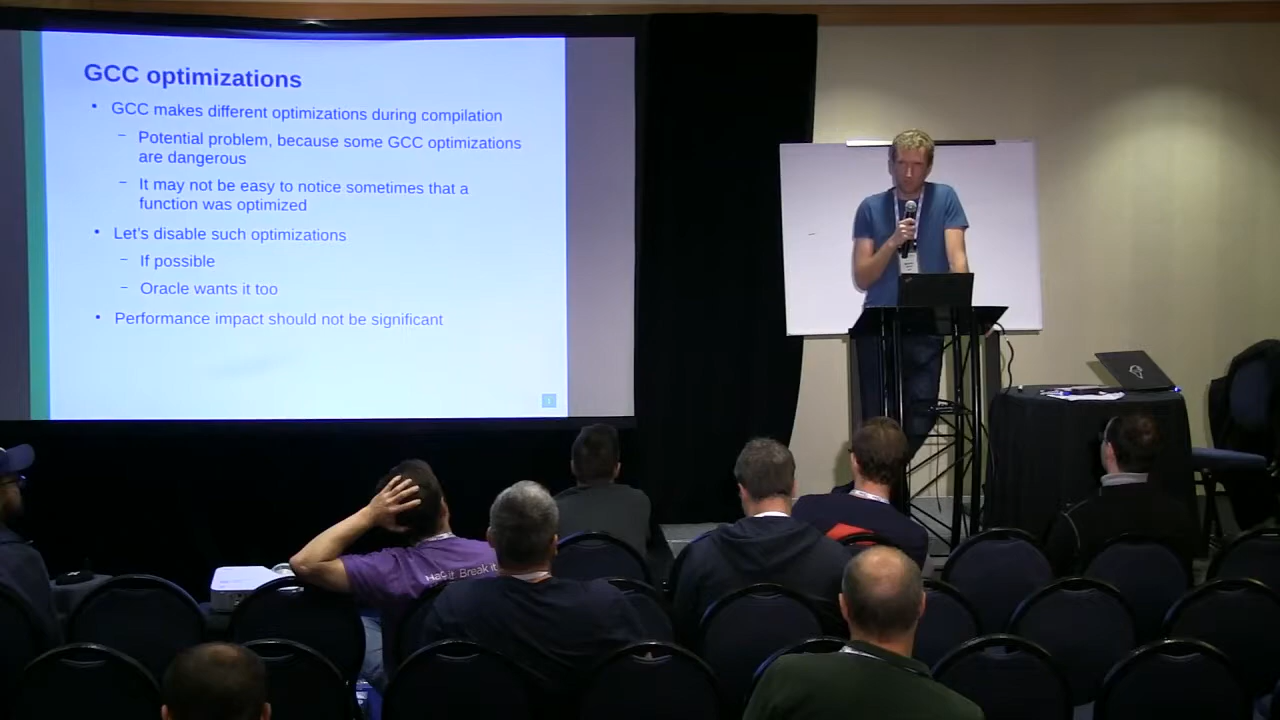 GCC optimizations
• GCC makes different optimizations during compilation
– Potential problem, because some GCC optimizations
are dangerous
– It may not be easy to notice sometimes that a
function was optimized
• Let's disable such optimizations
– If possible
– Oracle wants it too
• Performance impact should not be significant
Break it